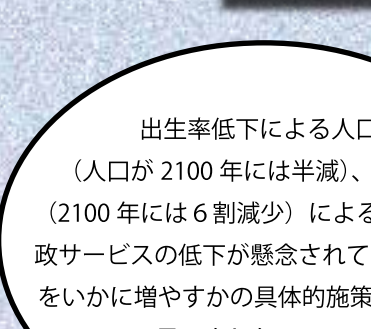 出生率低下による人口
（人口が 2100 年には半減）、
（2100 年には６割減少）による
政サービスの低下が懸念されて
をいかに増やすかの具体的施策